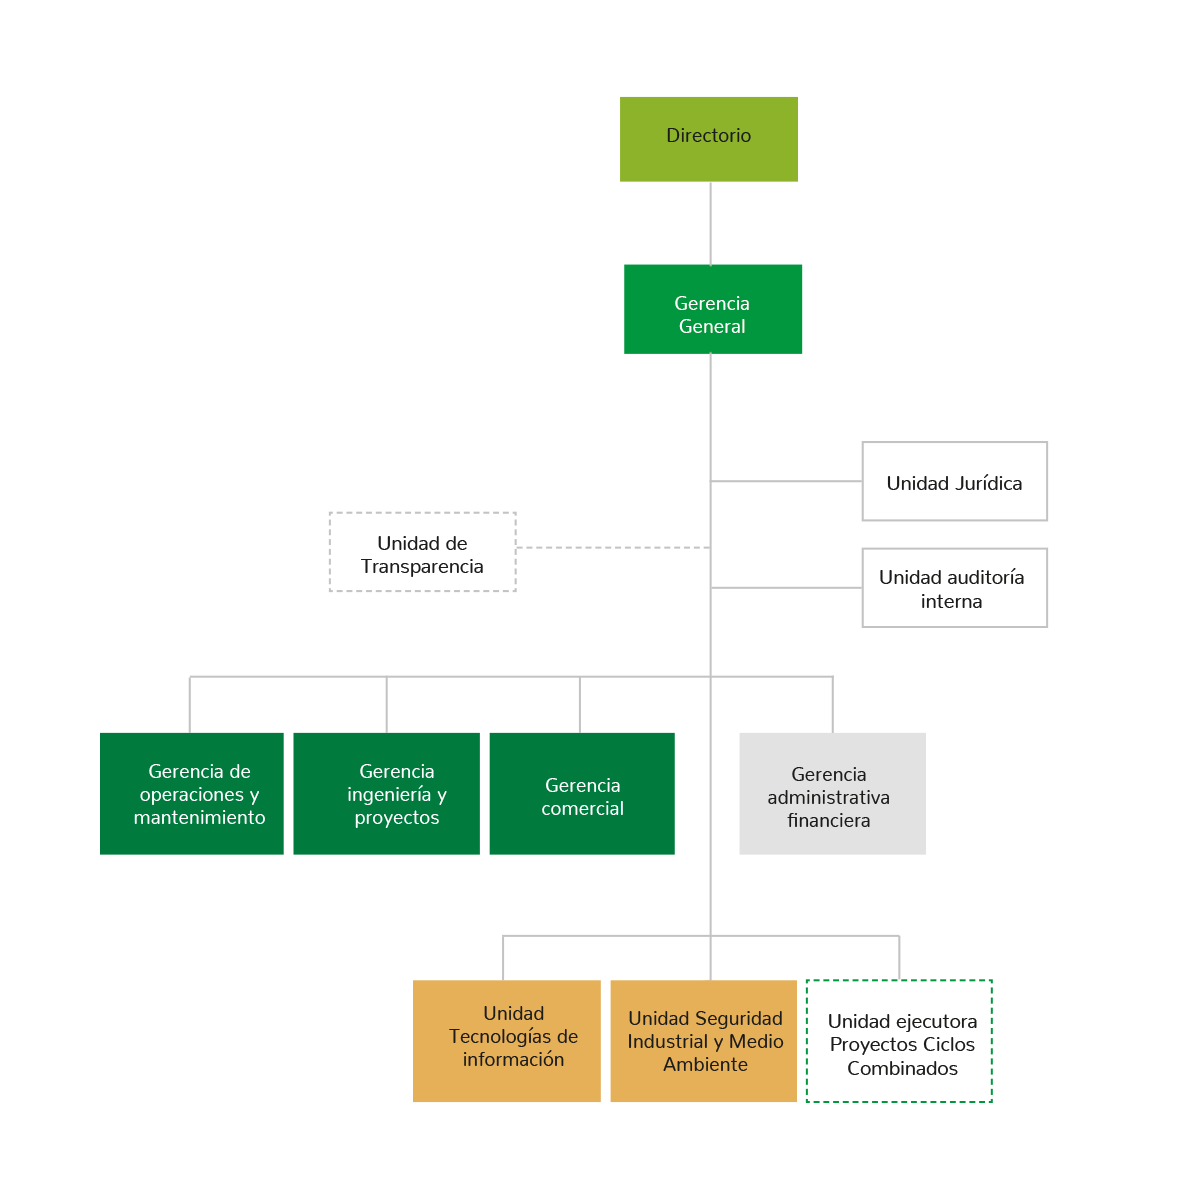 Directorio
Gerencia
General
Unidad Jurídica
Unidad de
Transparencia
Unidad auditoría
interna
Gerencia de
operaciones y
mantenimiento
Gerencia
ingeniería y
proyectos
Gerencia
comercial
Gerencia
administrativa
financiera
Unidad
Tecnologías de
información
Unidad Seguridad
Industrial y Medio
Ambiente
Unidad ejecutora
Proyectos Ciclos
Combinados